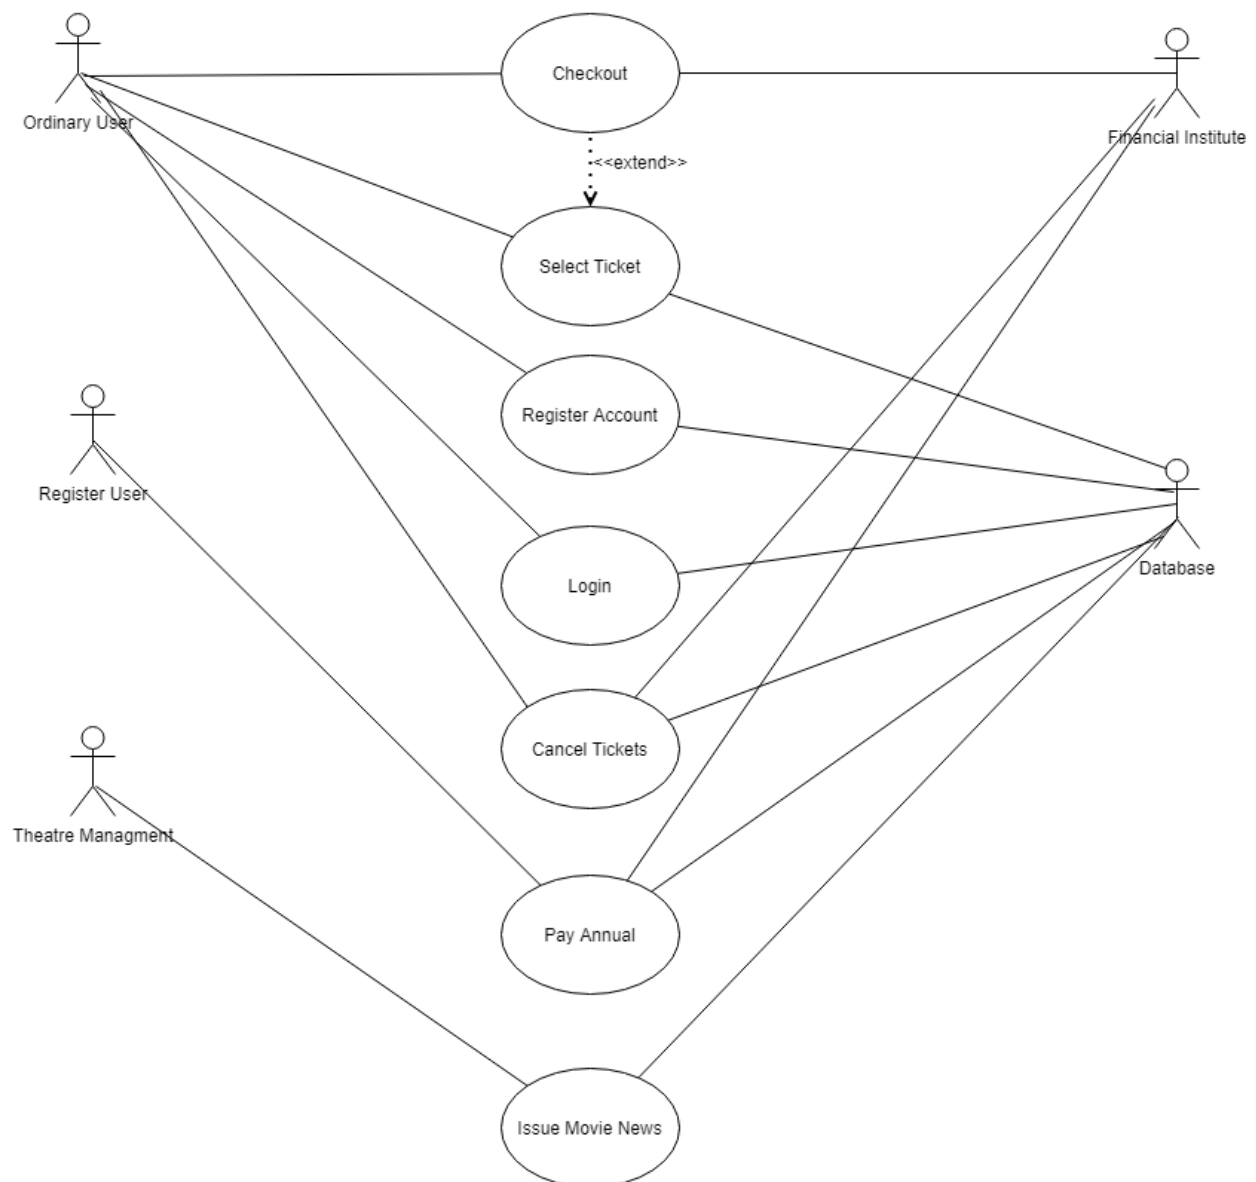 Checkout
Ordinary User
Financial Institute
<<extend>>
Select Ticket
Register Account
Register User
Database
Login
Cancel Tickets
Theatre Managment
Pay Annual
Issue Movie News